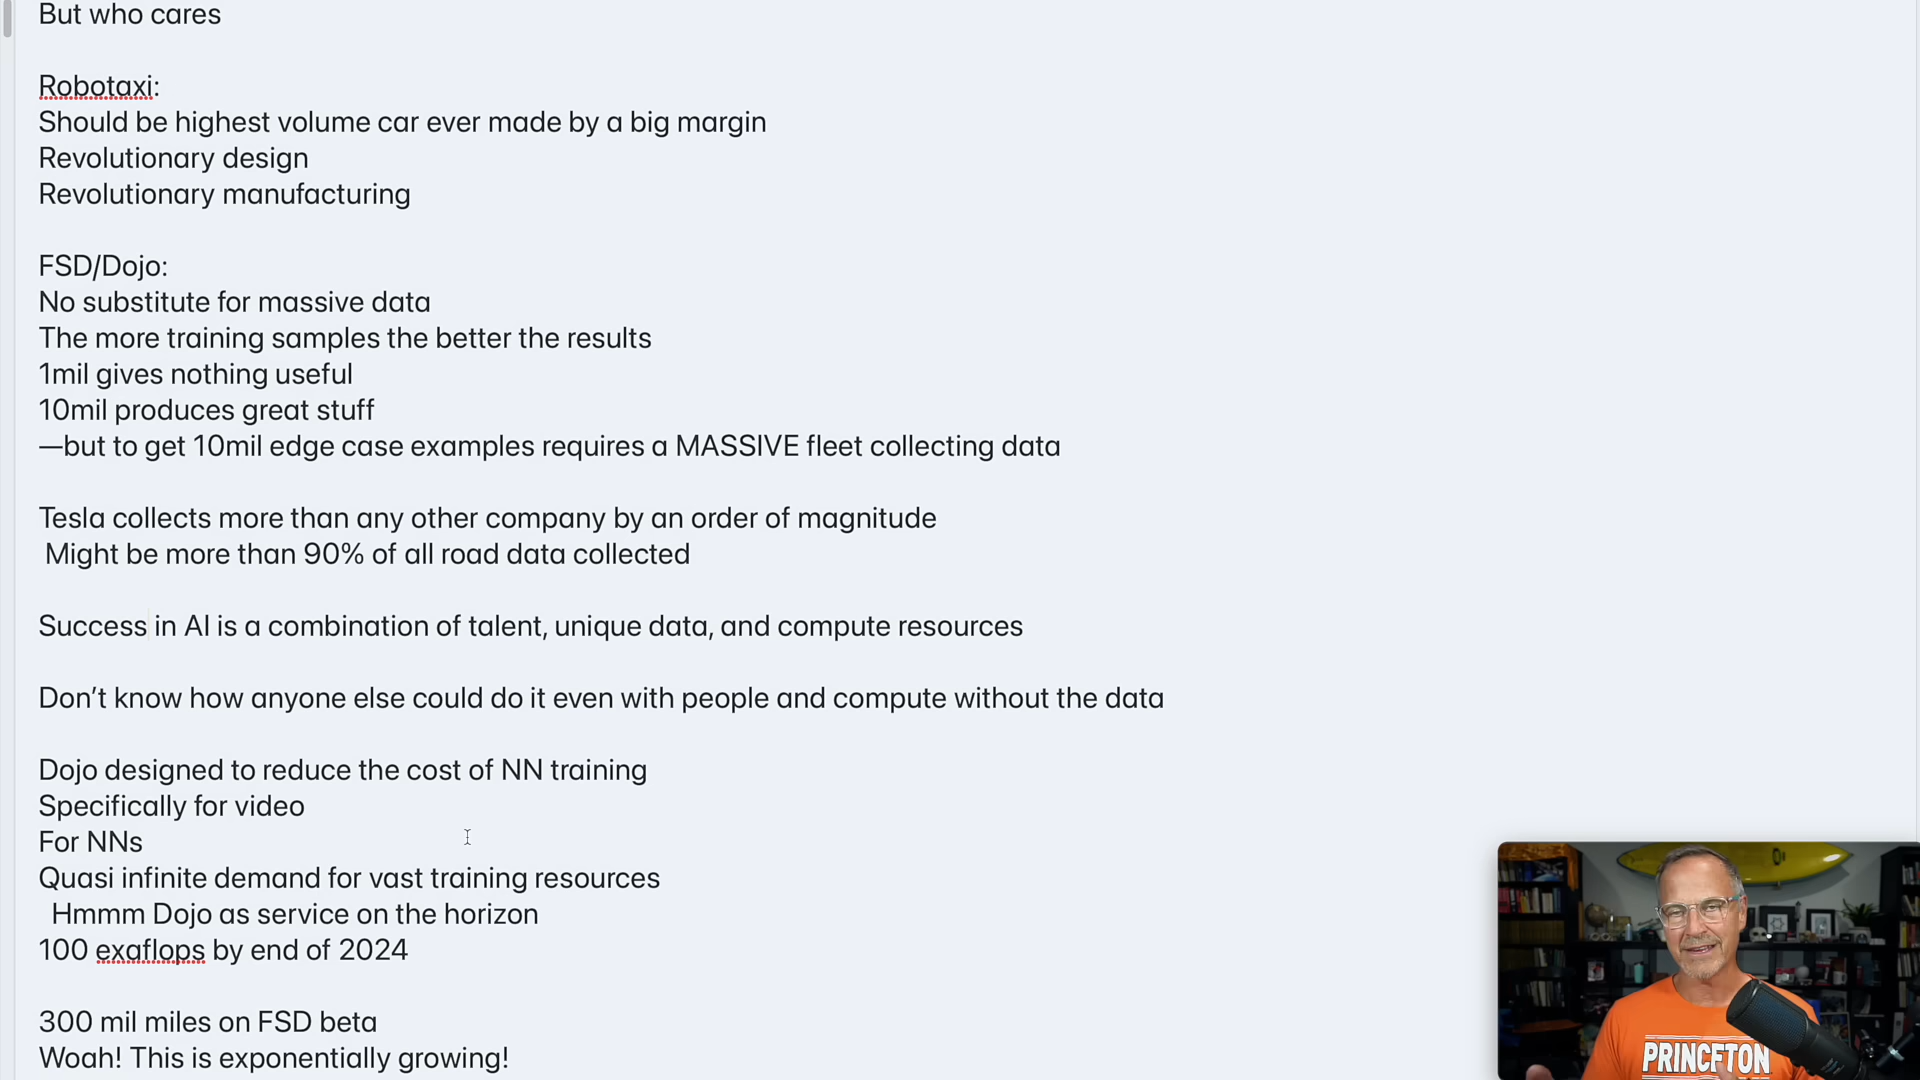 But who cares
Robotaxi:
Should be highest volume car ever made by a big margin
Revolutionary design
Revolutionary manufacturing
FSD/Dojo:
No substitute for massive data
The more training samples the better the results
1mil gives nothing useful
10mil produces great stuff
—but to get 10mil edge case examples requires a MASSIVE fleet collecting data
Tesla collects more than any other company by an order of magnitude
Might be more than 90% of all road data collected
Success in AI is a combination of talent, unique data, and compute resources
Don’t know how anyone else could do it even with people and compute without the data
Dojo designed to reduce the cost of NN training
Specifically for video
For NNs
Quasi infinite demand for vast training resources
Hmmm Dojo as service on the horizon
100 exaflops by end of 2024
300 mil miles on FSD beta
Woah! This is exponentially growing!
PRINCETON